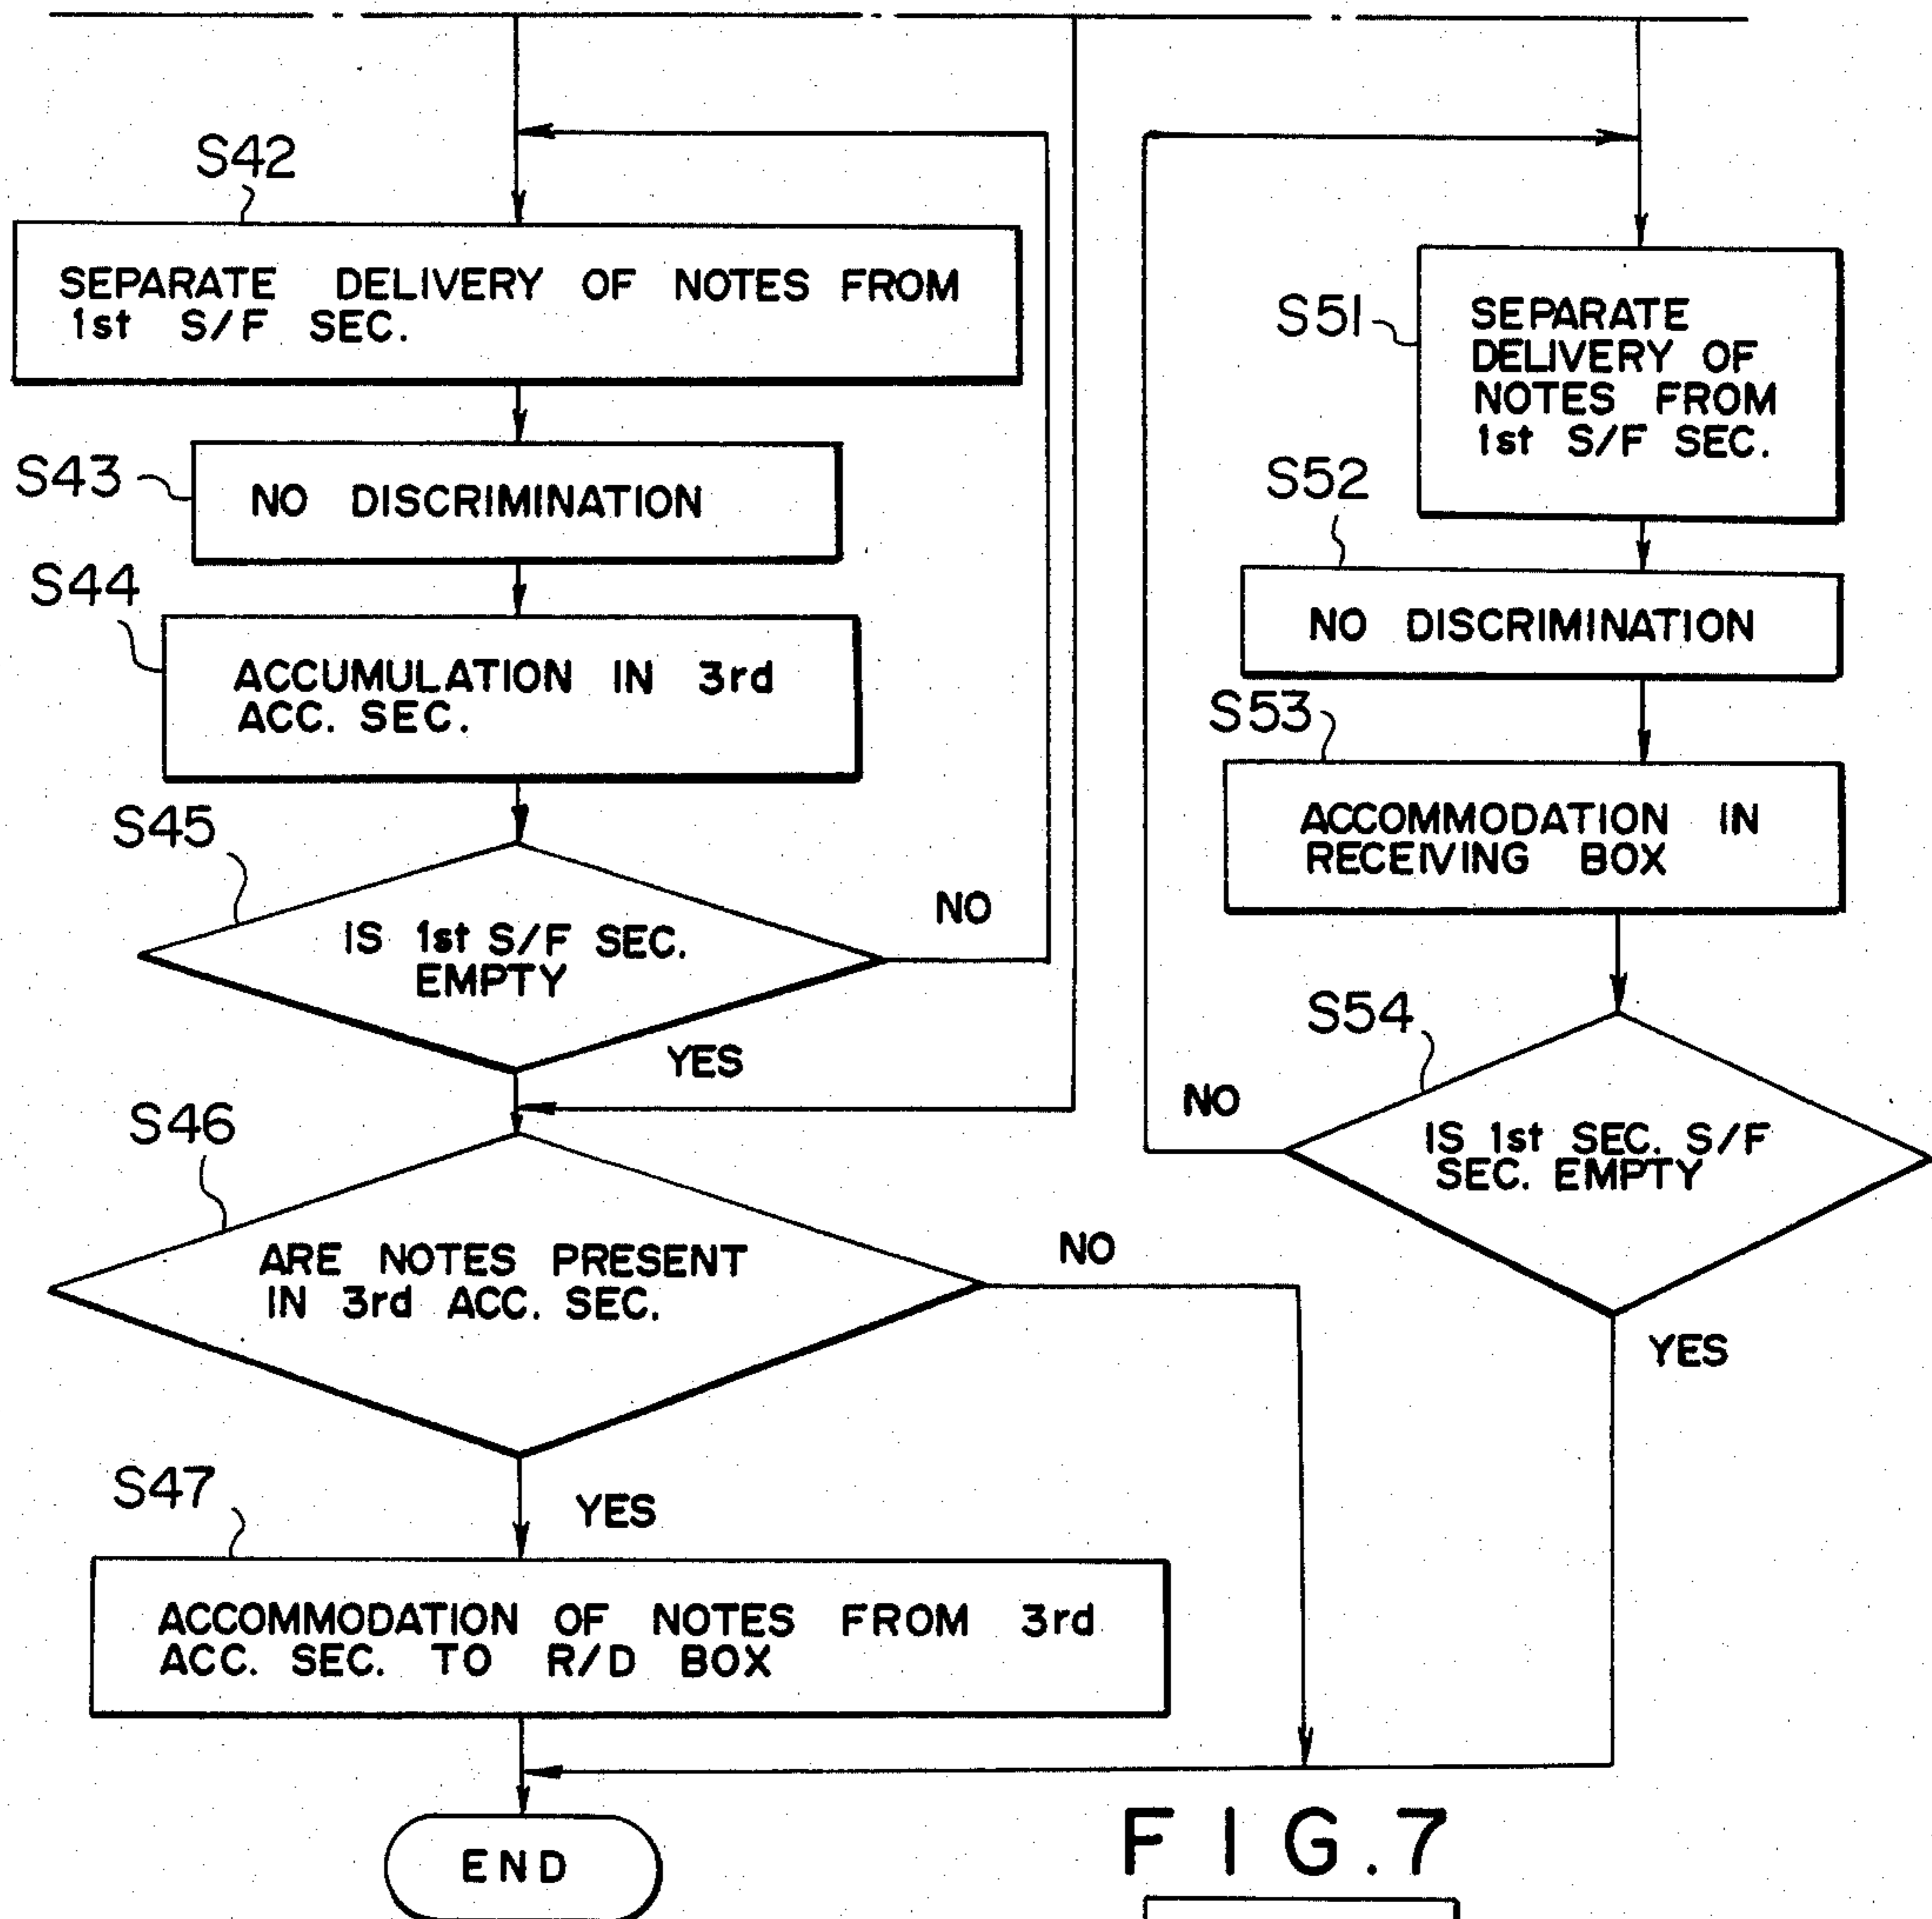 S42
SEPARATE DELIVERY OF NOTES FROM
1st S/F SEC.
S43
NO DISCRIMINATION
S44
ACCUMULATION IN 3rd
ACC. SEC.
S45
IS 1st S/F SEC.
EMPTY
NO
YES
S46
ARE NOTES PRESENT
IN 3rd ACC. SEC.
NO
YES
S47
ACCOMMODATION OF NOTES FROM 3rd
ACC. SEC. TO R/D BOX
END
S51
SEPARATE
DELIVERY OF
NOTES FROM
1st S/F SEC.
S52
NO DISCRIMINATION
S53
ACCOMMODATION IN
RECEIVING BOX
S54
IS 1st SEC. S/F
SEC. EMPTY
NO
YES
FIG.7